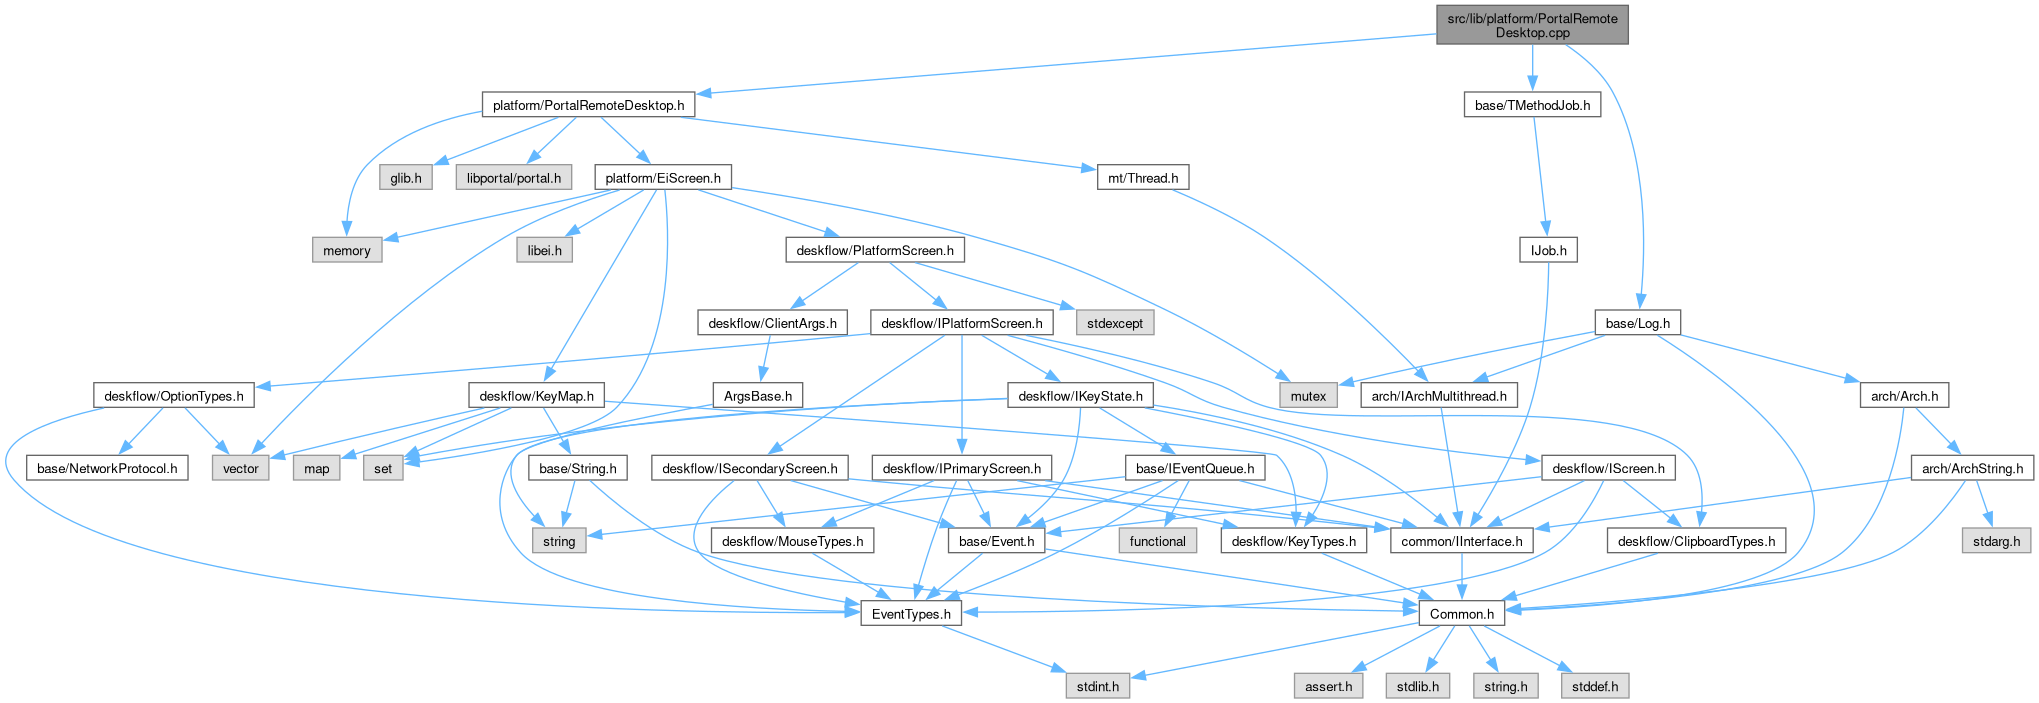 src/lib/platform/PortalRemote
Desktop.cpp
platform/PortalRemoteDesktop.h
base/TMethodJob.h
glib.h
libportal/portal.h
platform/EiScreen.h
mt/Thread.h
memory
libei.h
deskflow/PlatformScreen.h
IJob.h
deskflow/ClientArgs.h
deskflow/IPlatformScreen.h
stdexcept
base/Log.h
deskflow/OptionTypes.h
deskflow/KeyMap.h
ArgsBase.h
deskflow/IKeyState.h
mutex
arch/IArchMultithread.h
arch/Arch.h
base/NetworkProtocol.h
vector
map
set
base/String.h
deskflow/ISecondaryScreen.h
deskflow/IPrimaryScreen.h
base/IEventQueue.h
deskflow/IScreen.h
arch/ArchString.h
string
deskflow/MouseTypes.h
base/Event.h
functional
deskflow/KeyTypes.h
common/IInterface.h
deskflow/ClipboardTypes.h
stdarg.h
EventTypes.h
Common.h
stdint.h
assert.h
stdlib.h
string.h
stddef.h